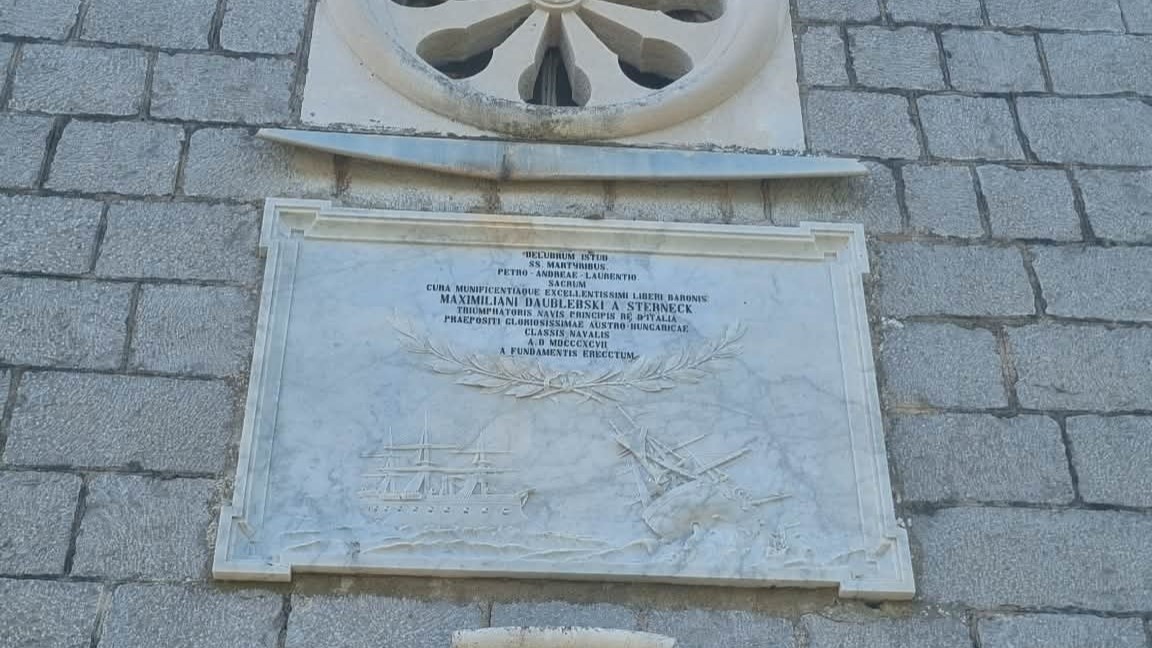 DELUBRUM ISTUD
SS MARTYRIBUS.
PETRO-ANDREAE-LAURENTIO
SACRUM
CURA MUNIFICENTIAQUE EXCELLENTISSIMI LIBERI BARONIS
MAXIMILIANI DAUBLEBSKI A STERNECK
TRIUMPHATORIS NAVIS PRINCIPIS RE D'ITALIA
PRAEPOSITI GLORIOSISSIMAE AUSTRO-HUNGARICAE
CLASSIS NAVALIS
A.D MDCCCXCVII
A FUNDAMENTIS ERECCTUM